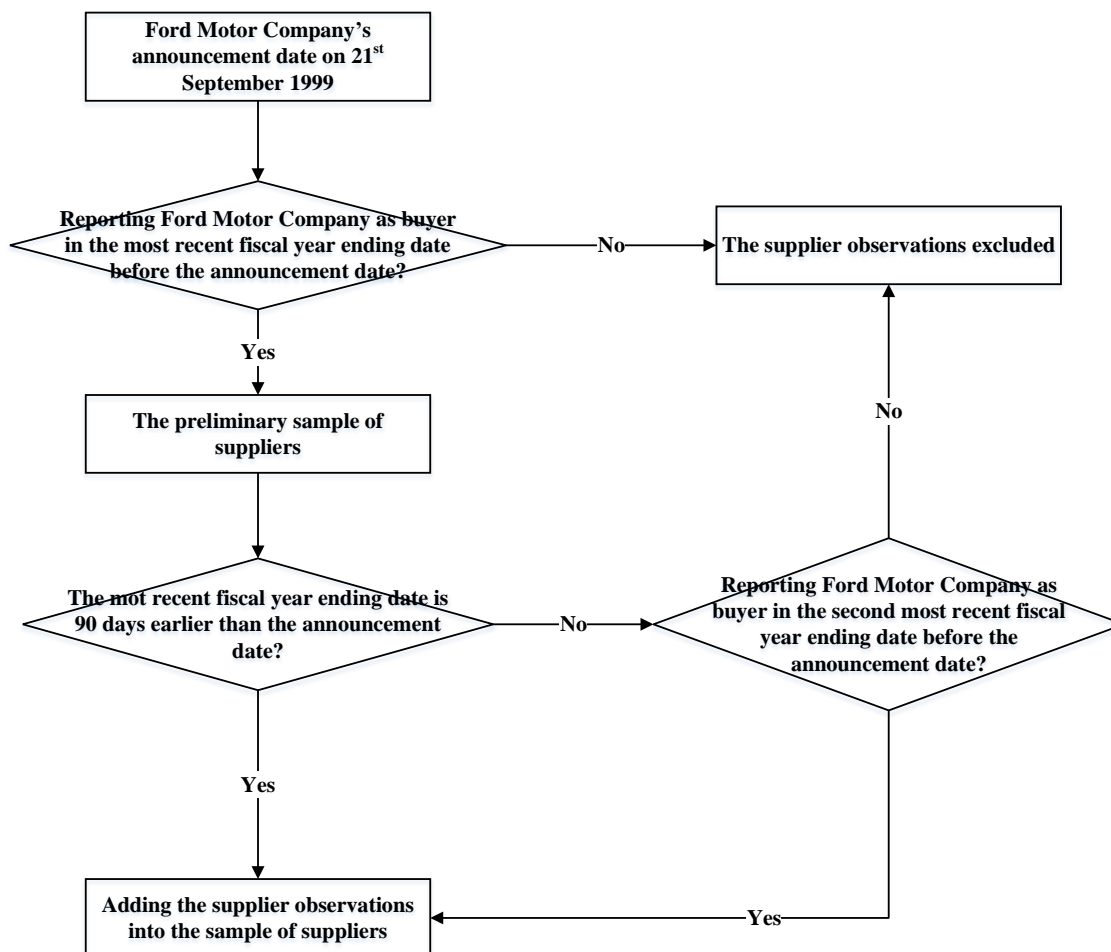 Ford Motor Company's
announcement date on 21st
September 1999
Reporting Ford Motor Company as buyer
in the most recent fiscal year ending date
before the announcement date?
No
The supplier observations excluded
Yes
The preliminary sample of
suppliers
No
The mot recent fiscal year ending date is
90 days earlier than the announcement
date?
No
Reporting Ford Motor Company as
buyer in the second most recent fiscal
year ending date before the
announcement date?
Yes
Adding the supplier observations
into the sample of suppliers
Yes